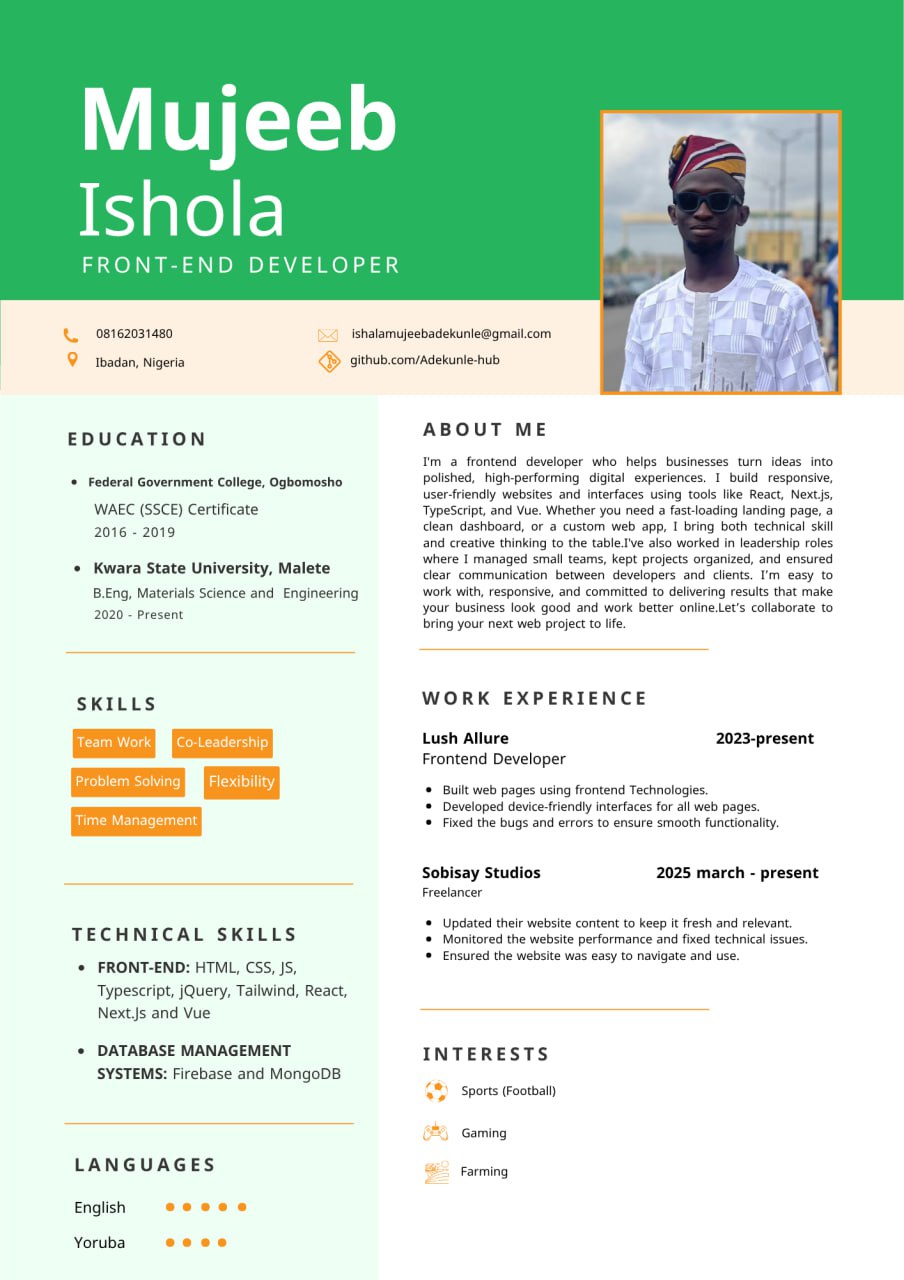 Mujeeb
Ishola
FRONT-END DEVELOPER
08162031480
ishalamujeebadekunle@gmail.com
Ibadan, Nigeria
github.com/Adekunle-hub
EDUCATION
Federal Government College, Ogbomosho
WAEC (SSCE) Certificate
2016 - 2019
Kwara State University, Malete
B.Eng, Materials Science and Engineering
2020 - Present
SKILLS
Team Work
Co-Leadership
Problem Solving
Flexibility
Time Management
TECHNICAL SKILLS
FRONT-END: HTML, CSS, JS,
Typescript, jQuery, Tailwind, React,
Next.Js and Vue
DATABASE MANAGEMENT
SYSTEMS: Firebase and MongoDB
LANGUAGES
English
Yoruba
ABOUT ME
I'm a frontend developer who helps businesses turn ideas into
polished, high-performing digital experiences. I build responsive,
user-friendly websites and interfaces using tools like React, Next.js,
TypeScript, and Vue. Whether you need a fast-loading landing page, a
clean dashboard, or a custom web app, I bring both technical skill
and creative thinking to the table.I've also worked in leadership roles
where I managed small teams, kept projects organized, and ensured
clear communication between developers and clients. I'm easy to
work with, responsive, and committed to delivering results that make
your business look good and work better online.Let's collaborate to
bring your next web project to life.
WORK EXPERIENCE
Lush Allure 2023-present
Frontend Developer
Built web pages using frontend Technologies.
Developed device-friendly interfaces for all web pages.
Fixed the bugs and errors to ensure smooth functionality.
Sobisay Studios 2025 march - present
Freelancer
Updated their website content to keep it fresh and relevant.
Monitored the website performance and fixed technical issues.
Ensured the website was easy to navigate and use.
INTERESTS
Sports (Football)
Gaming
Farming